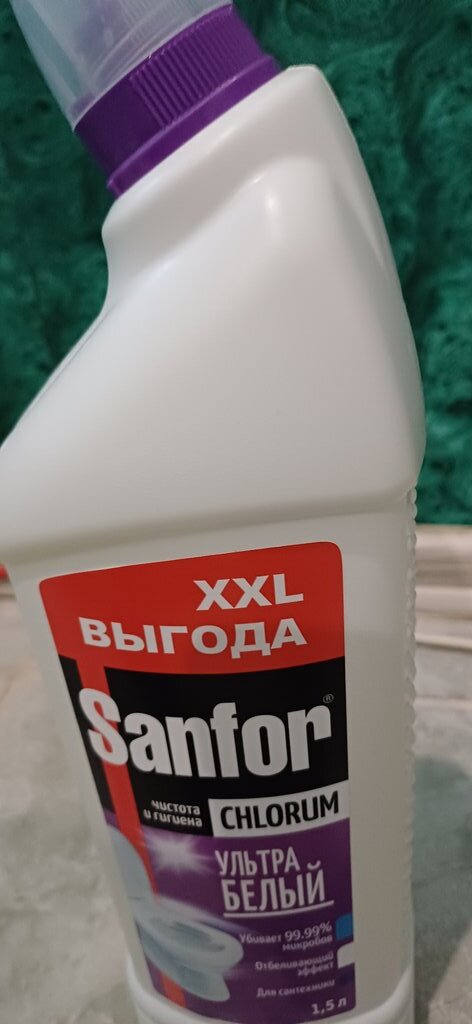 XXL
ВЫГОДА
Sanfor®
чистота
и гигиена
CHLORUM
УЛЬТРА
БЕЛЫЙ
Убивает 99.99%
микробов
Отбеливающий
эффект
Для сантехники
1,5 л